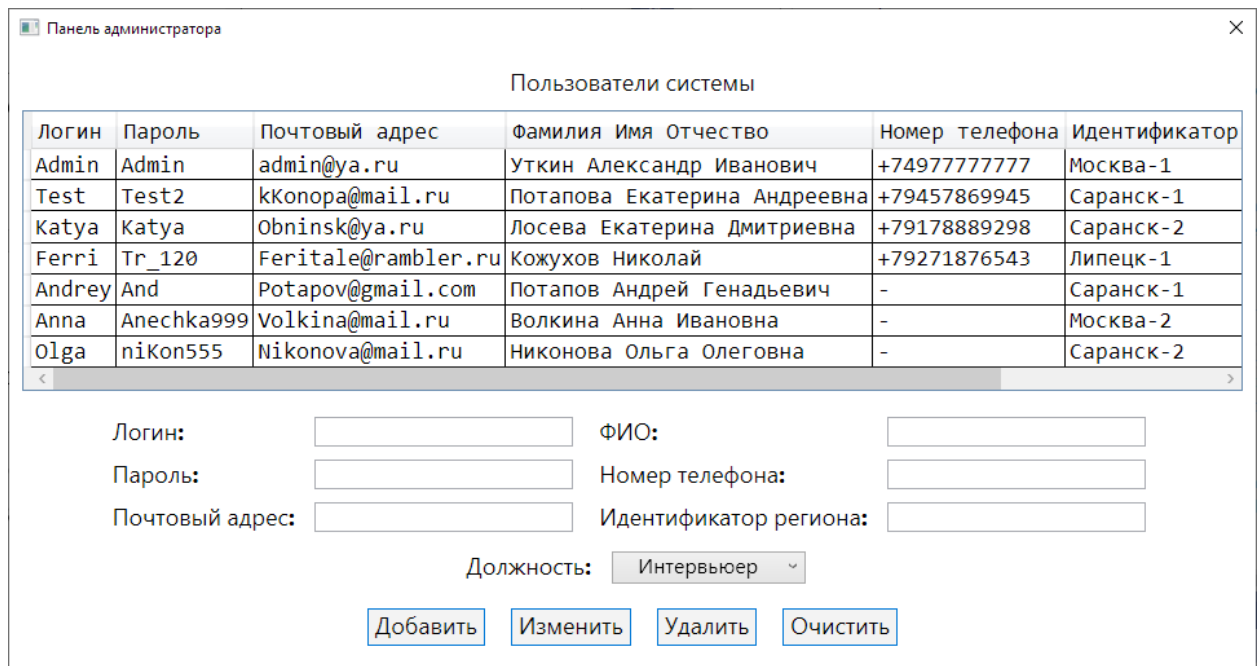 Панель администратора
Пользователи системы
Логин Пароль Почтовый адрес Фамилия Имя Отчество Номер телефона Идентификатор
Admin Admin admin@ya.ru Уткин Александр Иванович +74977777777 Москва-1
Test Test2 kKonopa@mail.ru Потапова Екатерина Андреевна +79457869945 Саранск-1
Katya Katya Obninsk@ya.ru Лосева Екатерина Дмитриевна +79178889298 Саранск-2
Ferri Tr_120 Feritale@rambler.ru Кожухов Николай +79271876543 Липецк-1
Andrey And Potapov@gmail.com Потапов Андрей Генадьевич - Саранск-1
Anna Anechka999 Volkina@mail.ru Волкина Анна Ивановна - Москва-2
Olga niKon555 Nikonova@mail.ru Никонова Ольга Олеговна - Саранск-2
Логин: ФИО:
Пароль: Номер телефона:
Почтовый адрес: Идентификатор региона:
Должность: Интервьюер
Добавить Изменить Удалить Очистить